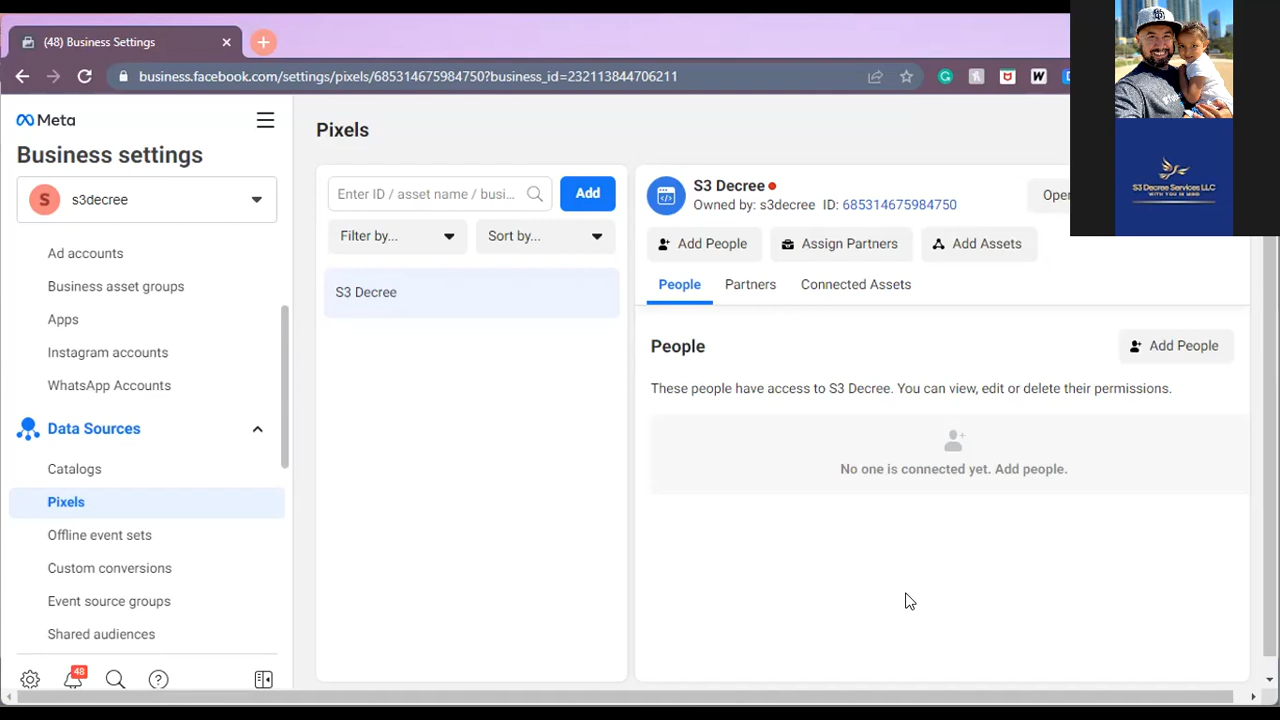 (48) Business Settings
business.facebook.com/settings/pixels/685314675984750?business_id=232113844706211
Meta
Business settings
S
s3decree
Ad accounts
Business asset groups
Apps
Instagram accounts
WhatsApp Accounts
Data Sources
Catalogs
Pixels
Offline event sets
Custom conversions
Event source groups
Shared audiences
48
Pixels
Enter ID / asset name / busi...
Add
Filter by...
Sort by...
S3 Decree
S3 Decree
Owned by: s3decree ID: 685314675984750
Open
Add People
Assign Partners
Add Assets
People
Partners
Connected Assets
People
Add People
These people have access to S3 Decree. You can view, edit or delete their permissions.
No one is connected yet. Add people.
S3 Decree Services LLC
WITH YOU IN MIND